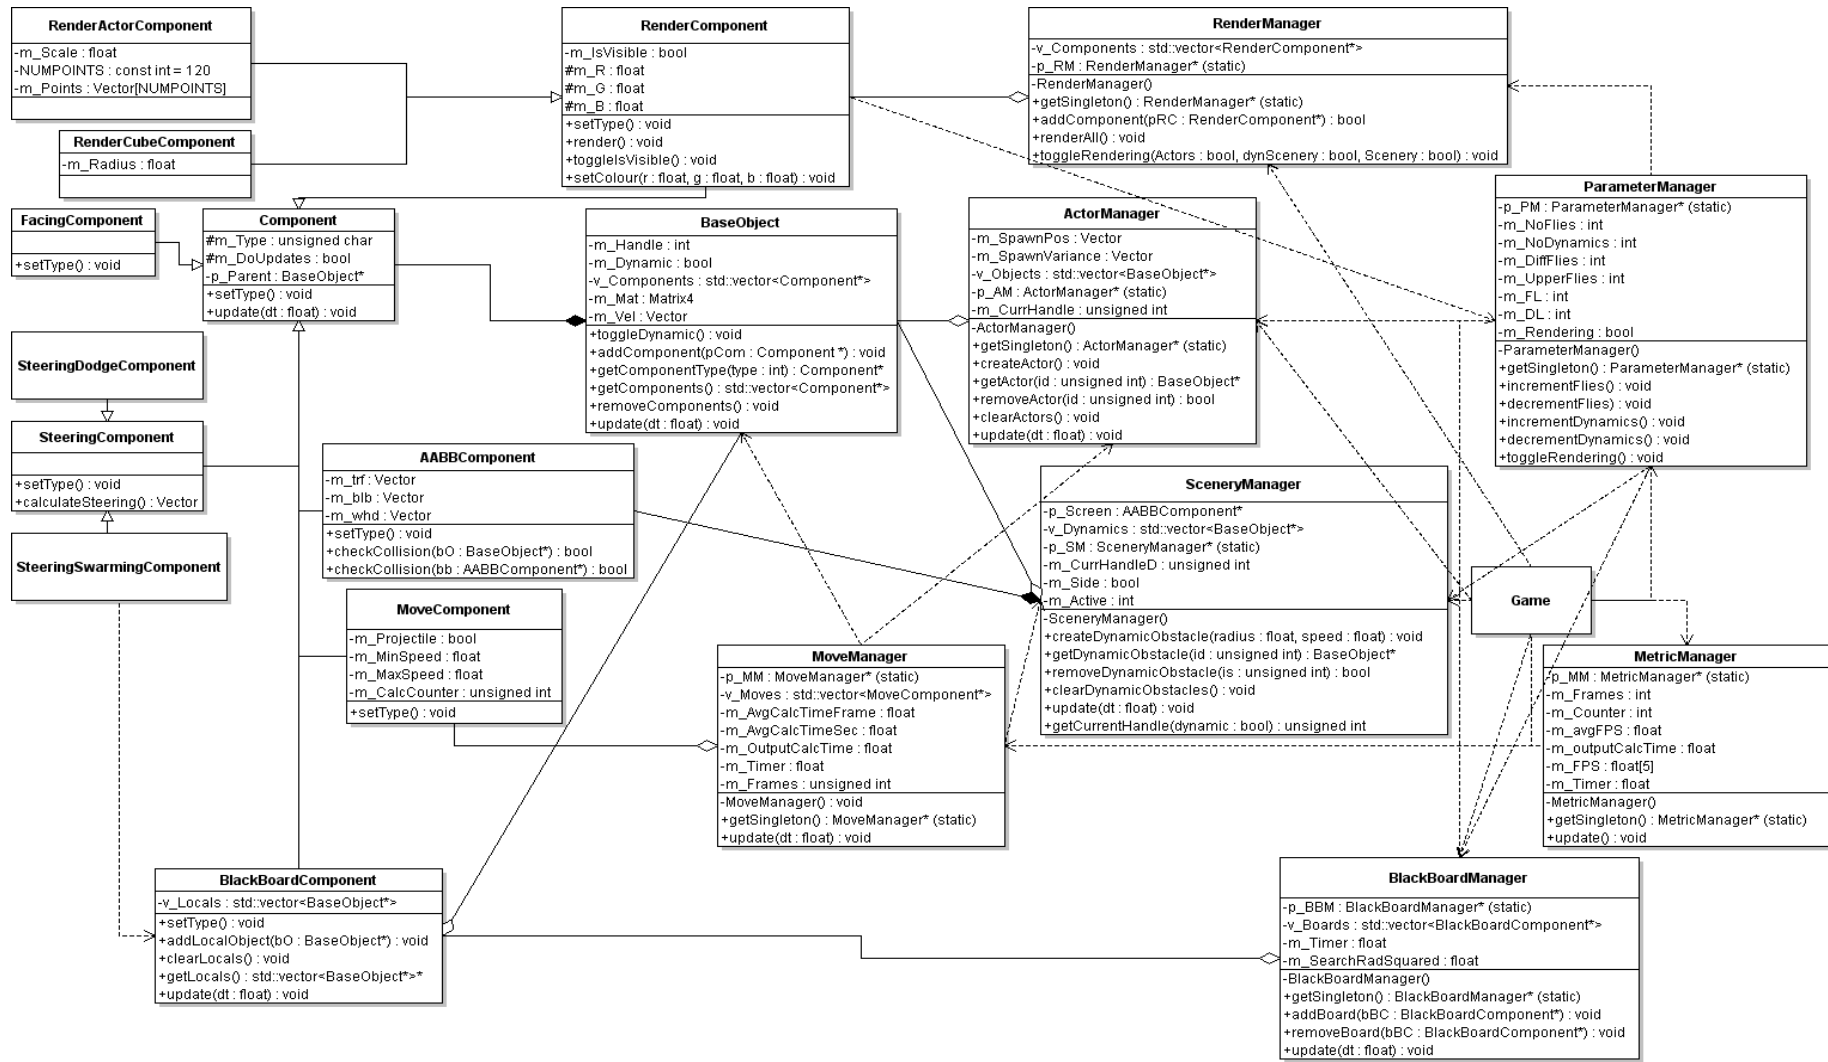 RenderActorComponent
-m_Scale : float
-NUMPOINTS : const int = 120
-m_Points : Vector[NUMPOINTS]
RenderCubeComponent
-m_Radius : float
RenderComponent
-m_IsVisible : bool
#m_R : float
#m_G : float
#m_B : float
+setType() : void
+render() : void
+toggleIsVisible() : void
+setColour(r : float, g : float, b : float) : void
RenderManager
-v_Components : std::vector<RenderComponent*>
-p_RM : RenderManager* (static)
-RenderManager()
+getSingleton() : RenderManager* (static)
+addComponent(pRC : RenderComponent*) : bool
+renderAll() : void
+toggleRendering(Actors : bool, dynScenery : bool, Scenery : bool) : void
FacingComponent
+setType() : void
Component
#m_Type : unsigned char
#m_DoUpdates : bool
-p_Parent : BaseObject*
+setType() : void
+update(dt : float) : void
BaseObject
-m_Handle : int
-m_Dynamic : bool
-v_Components : std::vector<Component*>
-m_Mat : Matrix4
-m_Vel : Vector
+toggleDynamic() : void
+addComponent(pCom : Component *) : void
+getComponentType(type : int) : Component*
+getComponents() : std::vector<Component*>
+removeComponents() : void
+update(dt : float) : void
ActorManager
-m_SpawnPos : Vector
-m_SpawnVariance : Vector
-v_Objects : std::vector<BaseObject*>
-p_AM : ActorManager* (static)
-m_CurrHandle : unsigned int
-ActorManager()
+getSingleton() : ActorManager* (static)
+createActor() : void
+getActor(id : unsigned int) : BaseObject*
+removeActor(id : unsigned int) : bool
+clearActors() : void
+update(dt : float) : void
ParameterManager
-p_PM : ParameterManager* (static)
-m_NoFlies : int
-m_NoDynamics : int
-m_DiffFlies : int
-m_UpperFlies : int
-m_FL : int
-m_DL : int
-m_Rendering : bool
-ParameterManager()
+getSingleton() : ParameterManager* (static)
+incrementFlies() : void
+decrementFlies) : void
+incrementDynamics() : void
+decrementDynamics() : void
+toggleRendering() : void
SteeringDodgeComponent
SteeringComponent
+setType() : void
+calculateSteering() : Vector
SteeringSwarmingComponent
AABBComponent
-m_trf : Vector
-m_blb : Vector
-m_whd : Vector
+setType() : void
+checkCollision(bO : BaseObject*) : bool
+checkCollision(bb : AABBComponent*) : bool
SceneryManager
-p_Screen : AABBComponent*
-v_Dynamics : std::vector<BaseObject*>
-p_SM : SceneryManager* (static)
-m_CurrHandleD : unsigned int
-m_Side : bool
-m_Active : int
-SceneryManager()
+createDynamicObstacle(radius : float, speed : float) : void
+getDynamicObstacle(id : unsigned int) : BaseObject*
+removeDynamicObstacle(is : unsigned int) : bool
+clearDynamicObstacles() : void
+update(dt : float) : void
+getCurrentHandle(dynamic : bool) : unsigned int
Game
MoveComponent
-m_Projectile : bool
-m_MinSpeed : float
-m_MaxSpeed : float
-m_CalcCounter : unsigned int
+setType() : void
MoveManager
-p_MM : MoveManager* (static)
-v_Moves : std::vector<MoveComponent*>
-m_AvgCalcTimeFrame : float
-m_AvgCalcTimeSec : float
-m_OutputCalcTime : float
-m_Timer : float
-m_Frames : unsigned int
-MoveManager() : void
+getSingleton() : MoveManager* (static)
+update(dt : float) : void
MetricManager
-p_MM : MetricManager* (static)
-m_Frames : int
-m_Counter : int
-m_avgFPS : float
-m_outputCalcTime : float
-m_FPS : float[5]
-m_Timer : float
-MetricManager()
+getSingleton() : MetricManager* (static)
+update() : void
BlackBoardComponent
-v_Locals : std::vector<BaseObject*>
+setType() : void
+addLocalObject(bO : BaseObject*) : void
+clearLocals() : void
+getLocals() : std::vector<BaseObject*>*
+update(dt : float) : void
BlackBoardManager
-p_BBM : BlackBoardManager* (static)
-v_Boards : std::vector<BlackBoardComponent*>
-m_Timer : float
-m_SearchRadSquared : float
-BlackBoardManager()
+getSingleton() : BlackBoardManager* (static)
+addBoard(bBC : BlackBoardComponent*) : void
+removeBoard(bBC : BlackBoardComponent*) : void
+update(dt : float) : void